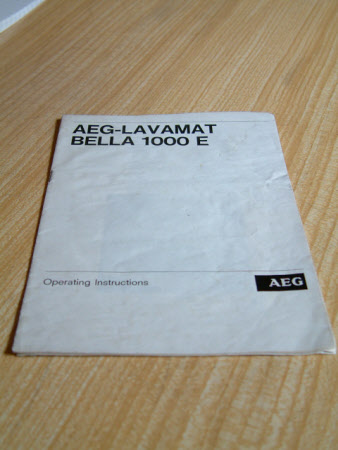 AEG-LAVAMAT
BELLA 1000 E
Operating Instructions
AEG